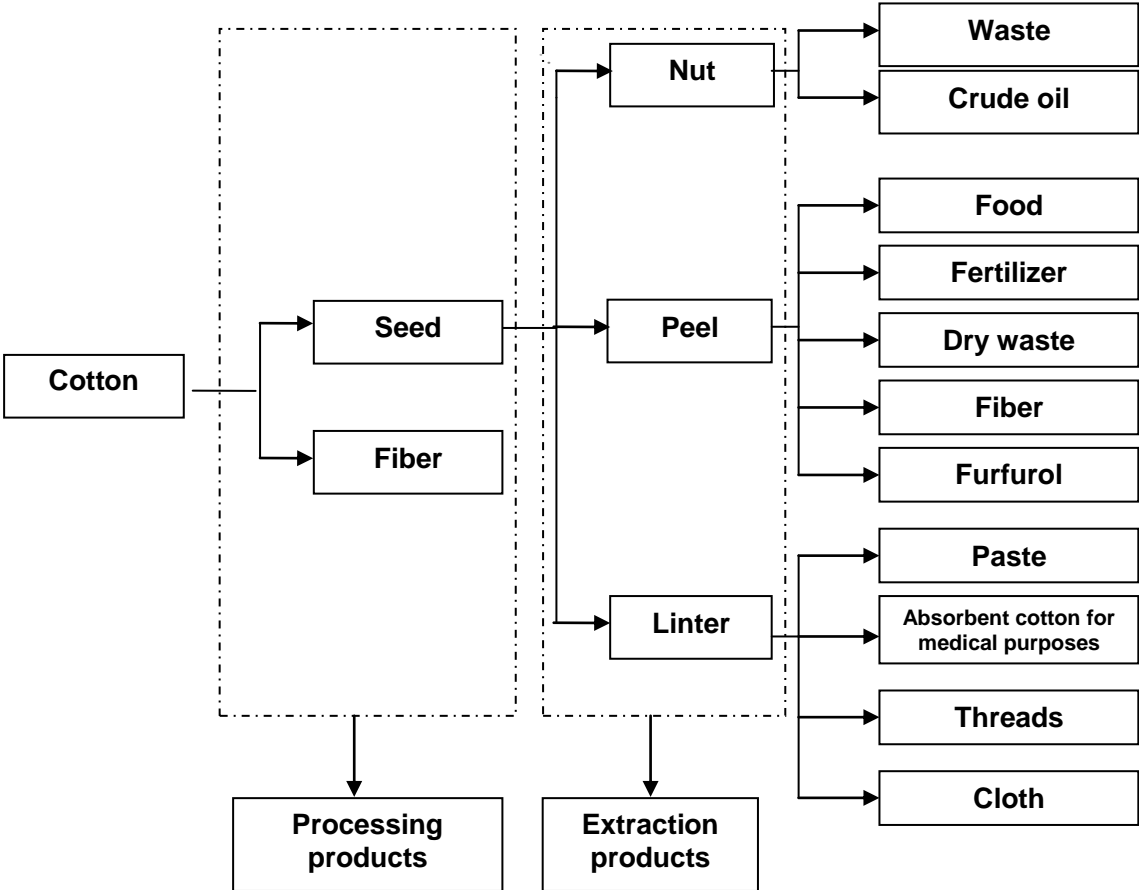 Cotton
Seed
Fiber
Nut
Peel
Linter
Waste
Crude oil
Food
Fertilizer
Dry waste
Fiber
Furfurol
Paste
Absorbent cotton for
medical purposes
Threads
Cloth
Processing
products
Extraction
products